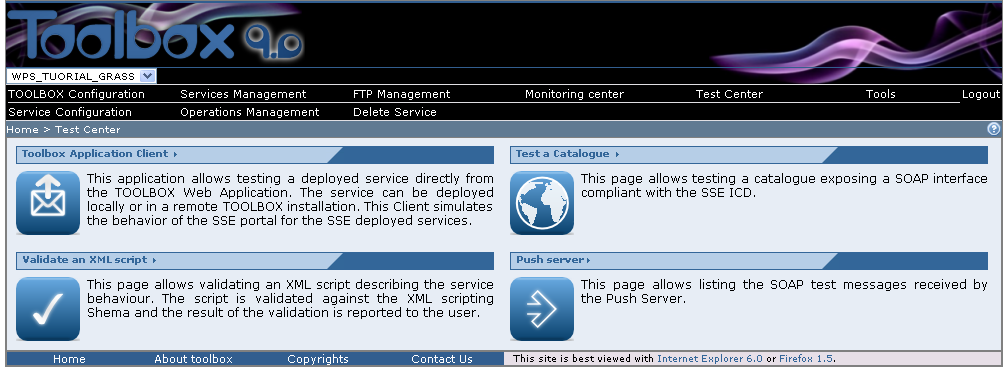 Toolbox 9.0
WPS_TUORIAL_GRASS
TOOLBOX Configuration Services Management FTP Management Monitoring center Test Center Tools Logout
Service Configuration Operations Management Delete Service
Home > Test Center
Toolbox Application Client
This application allows testing a deployed service directly from
the TOOLBOX Web Application. The service can be deployed
locally or in a remote TOOLBOX installation. This Client simulates
the behavior of the SSE portal for the SSE deployed services.
Test a Catalogue
This page allows testing a catalogue exposing a SOAP interface
compliant with the SSE ICD.
Validate an XML script
This page allows validating an XML script describing the service
behaviour. The script is validated against the XML scripting
Shema and the result of the validation is reported to the user.
Push server
This page allows listing the SOAP test messages received by
the Push Server.
Home About toolbox Copyrights Contact Us This site is best viewed with Internet Explorer 6.0 or Firefox 1.5.